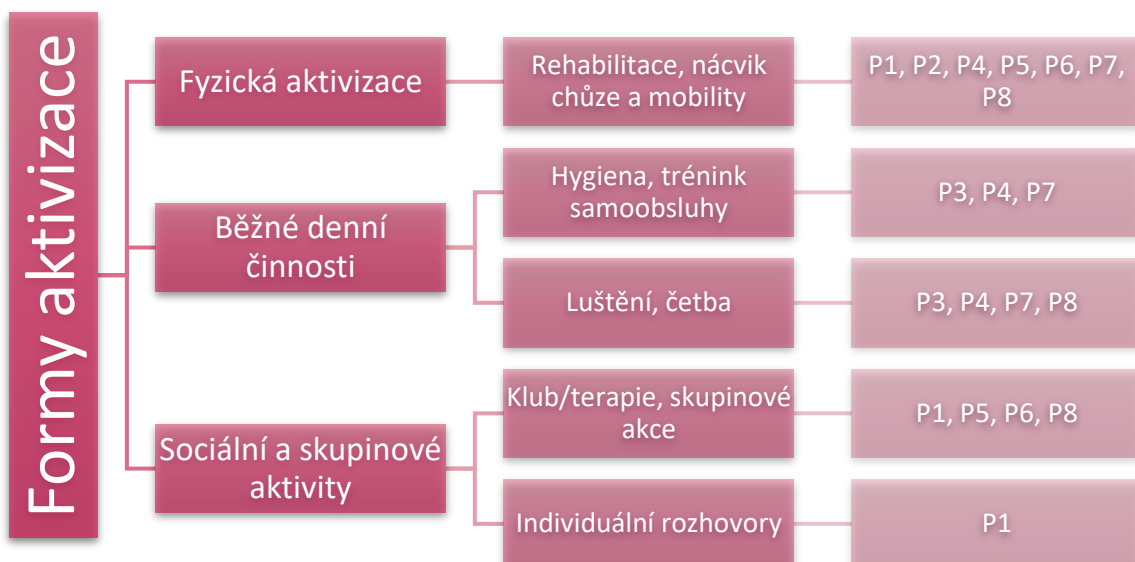 Formy aktivizace
Fyzická aktivizace
Rehabilitace, nácvik
chůze a mobility
P1, P2, P4, P5, P6, P7,
P8
Běžné denní
činnosti
Hygiena, trénink
samoobsluhy
P3, P4, P7
Luštění, četba
P3, P4, P7, P8
Sociální a skupinové
aktivity
Klub/terapie, skupinové
akce
P1, P5, P6, P8
Individuální rozhovory
P1